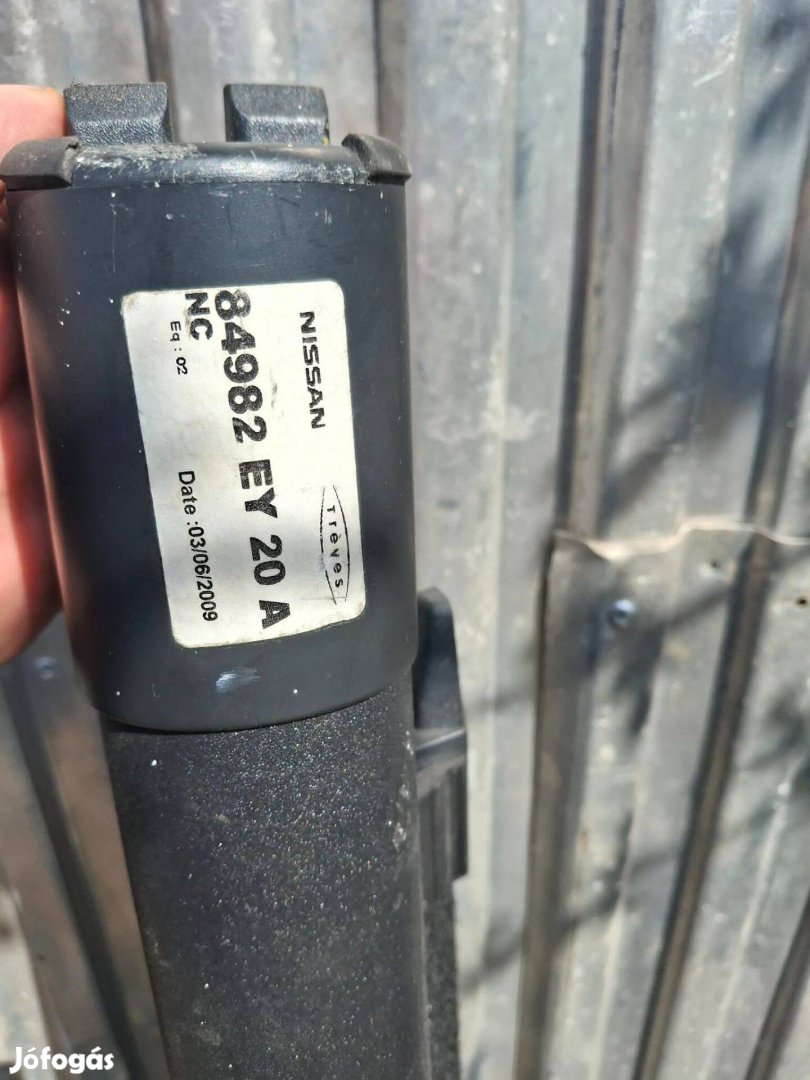 NISSAN
Trèves
84982 EY 20 A
NC
Eq : 02
Date :03/06/2009
Jófogás